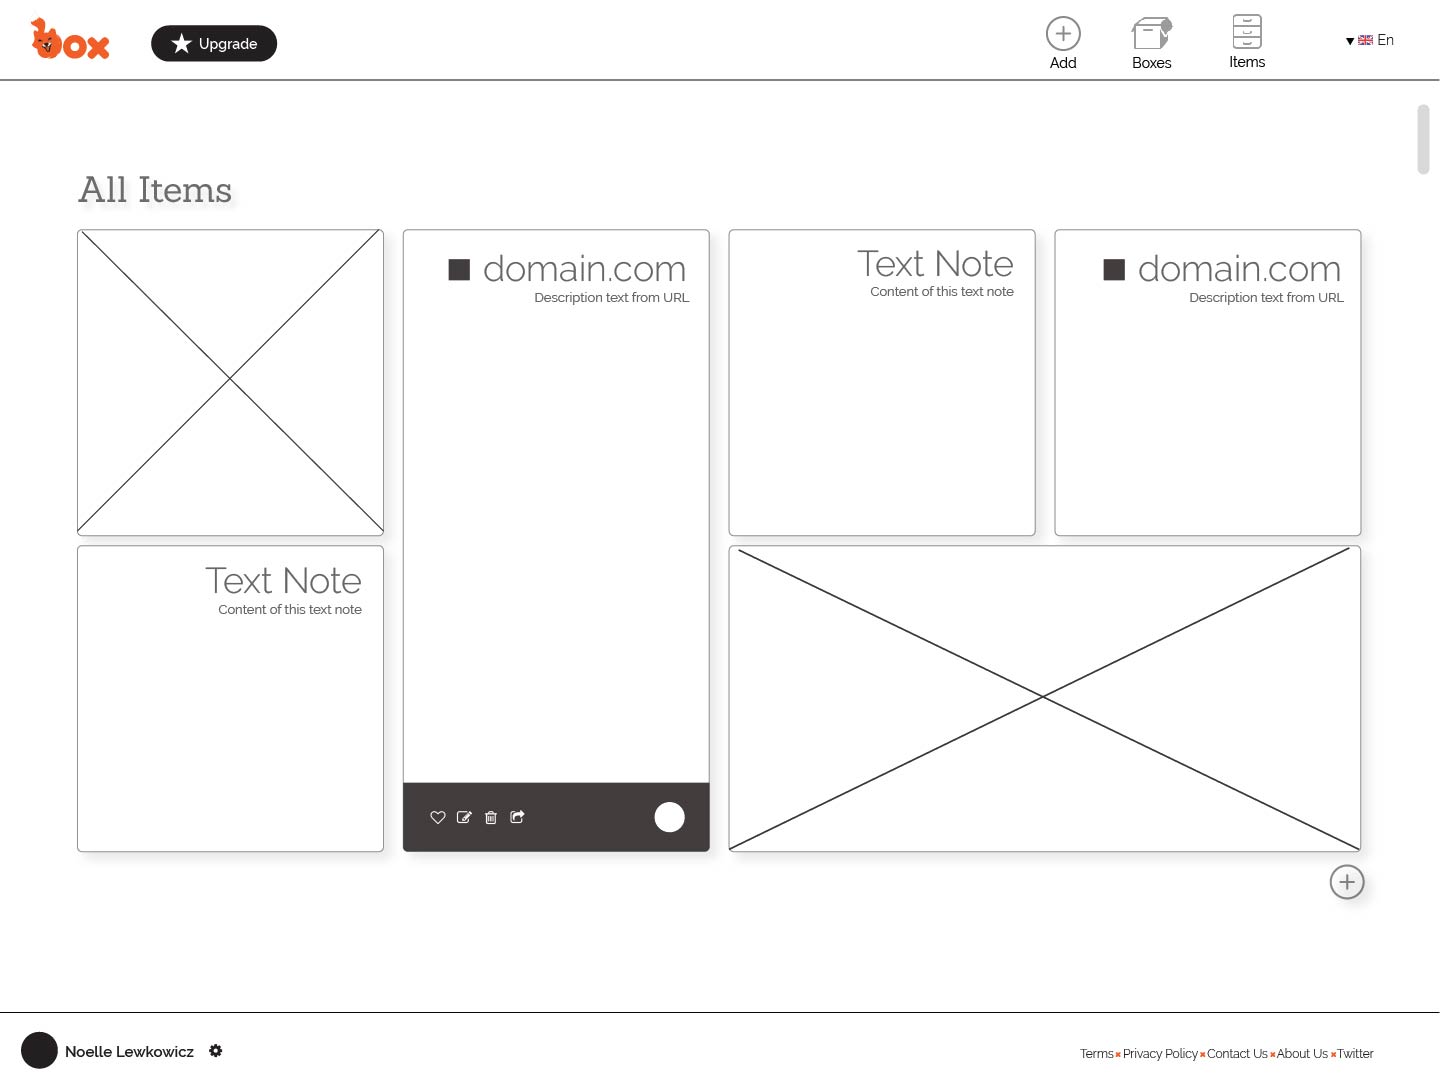 box
Upgrade
Add
Boxes
Items
En
All Items
domain.com
Description text from URL
Text Note
Content of this text note
domain.com
Description text from URL
Text Note
Content of this text note
Noelle Lewkowicz
Terms × Privacy Policy × Contact Us × About Us × Twitter